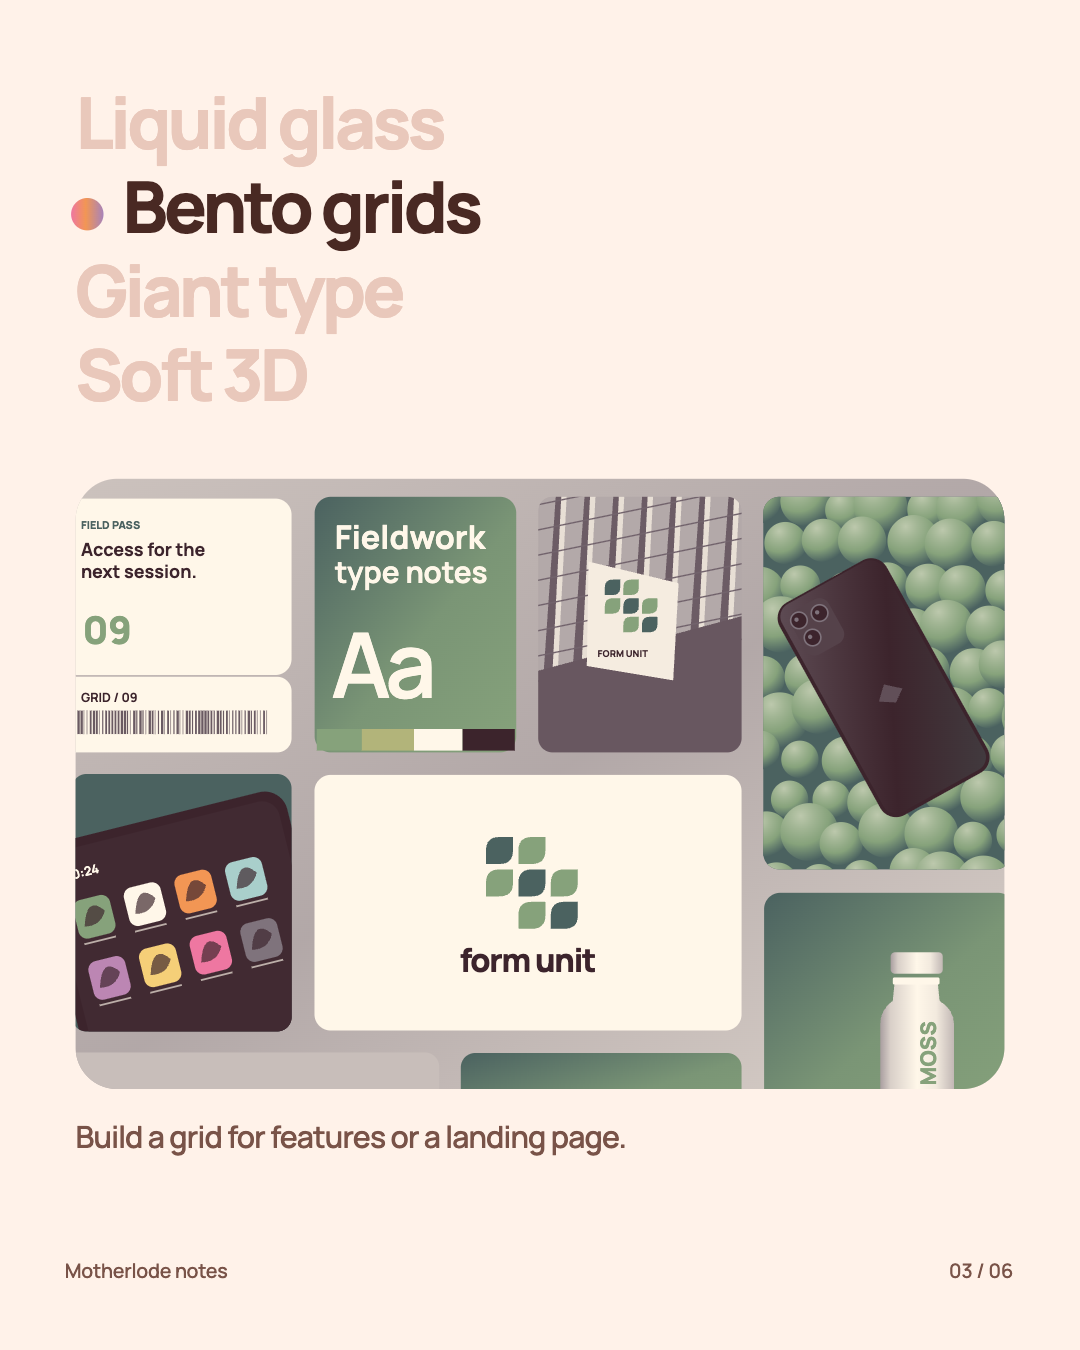 Liquid glass
Bento grids
Giant type
Soft 3D
FIELD PASS
Access for the
next session.
09
GRID / 09
Fieldwork
type notes
Aa
FORM UNIT
0:24
form unit
MOSS
Build a grid for features or a landing page.
Motherlode notes
03 / 06